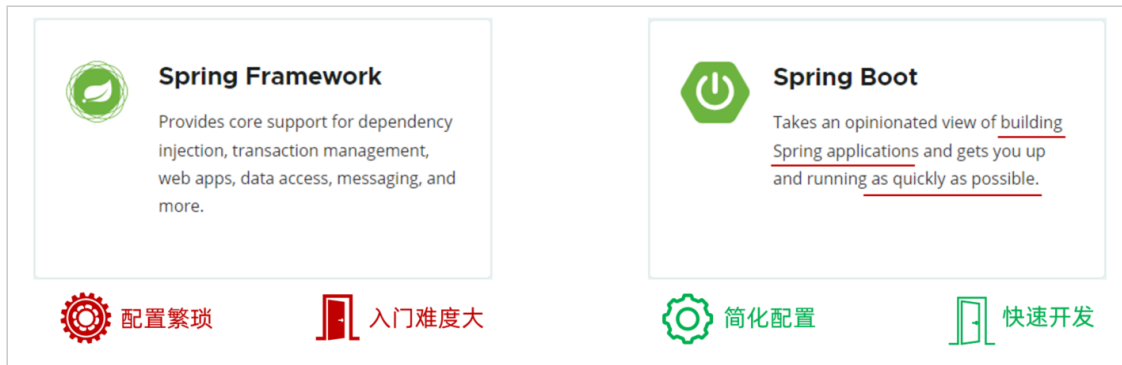 Spring Framework
Provides core support for dependency
injection, transaction management,
web apps, data access, messaging, and
more.
配置繁琐
入门难度大
Spring Boot
Takes an opinionated view of building
Spring applications and gets you up
and running as quickly as possible.
简化配置
快速开发